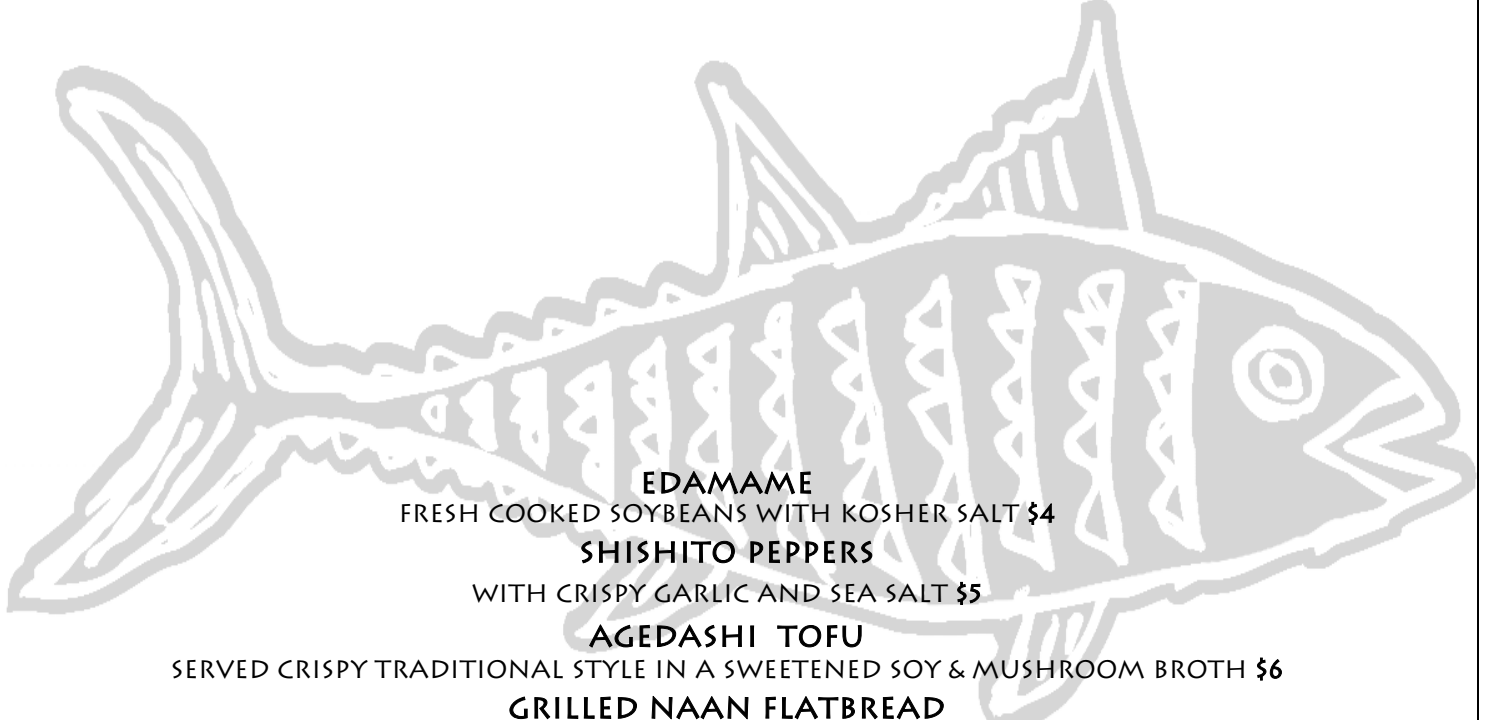 EDAMAME
FRESH COOKED SOYBEANS WITH KOSHER SALT $4
SHISHITO PEPPERS
WITH CRISPY GARLIC AND SEA SALT $5
AGEDASHI TOFU
SERVED CRISPY TRADITIONAL STYLE IN A SWEETENED SOY & MUSHROOM BROTH $6
GRILLED NAAN FLATBREAD